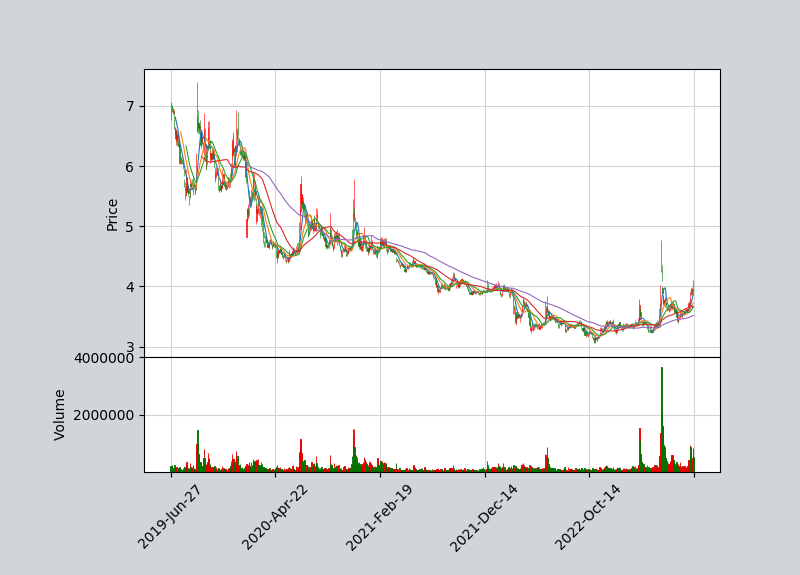 7
6
5
4
3
Price
4000000
2000000
Volume
2019-Jun-27
2020-Apr-22
2021-Feb-19
2021-Dec-14
2022-Oct-14